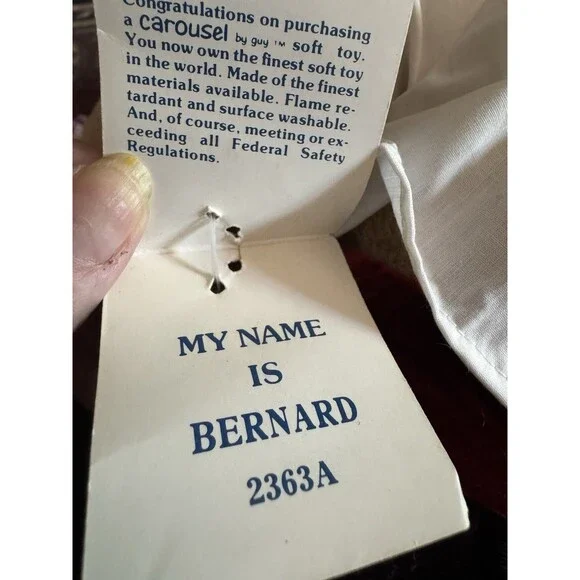 Congratulations on purchasing
a carousel by guy ™ soft toy.
You now own the finest soft toy
in the world. Made of the finest
materials available. Flame re-
tardant and surface washable.
And, of course, meeting or ex-
ceeding all Federal Safety
Regulations.
MY NAME
IS
BERNARD
2363A